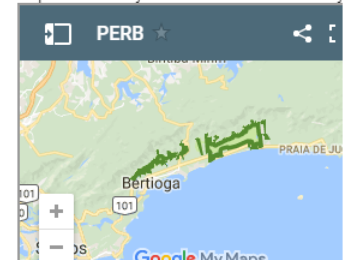 PERB
PRAIA DE JU
Bertioga
101
101
+
Google My Maps